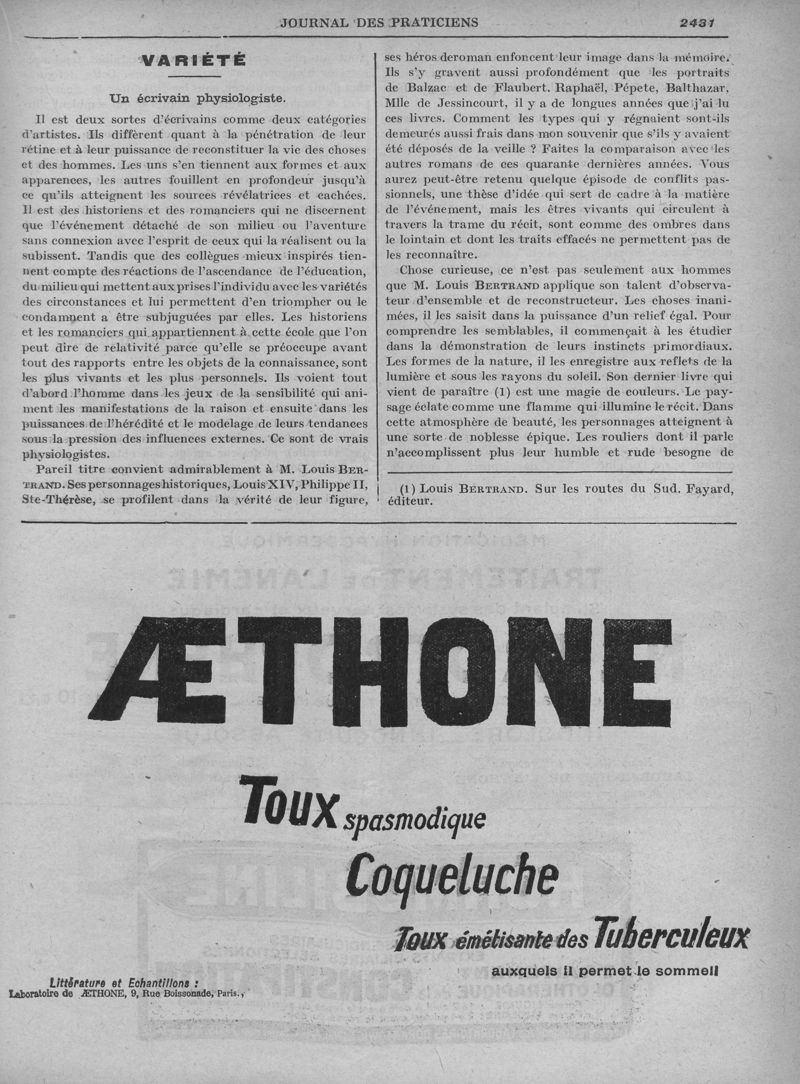 JOURNAL DES PRATICIENS
2431
VARIÉTÉ
Un écrivain physiologiste.
Il est deux sortes d'écrivains comme deux catégories
d'artistes. Ils diffèrent quant à la pénétration de leur
rétine et à leur puissance de reconstituer la vie des choses
et des hommes. Les uns s'en tiennent aux formes et aux
apparences, les autres fouillent en profondeur jusqu'à
ce qu'ils atteignent les sources révélatrices et cachées.
Il est des historiens et des romanciers qui ne discernent
que l'événement détaché de son milieu ou l'aventure
sans connexion avec l'esprit de ceux qui la réalisent ou la
subissent. Tandis que des collègues mieux inspirés tien-
nent compte des réactions de l'ascendance de l'éducation,
du milieu qui mettent aux prises l'individu avec les variétés
des circonstances et lui permettent d'en triompher ou le
condamnent a être subjuguées par elles. Les historiens
et les romanciers qui appartiennent à cette école que l'on
peut dire de relativité parce qu'elle se préoccupe avant
tout des rapports entre les objets de la connaissance, sont
les plus vivants et les plus personnels. Ils voient tout
d'abord l'homme dans les jeux de la sensibilité qui ani-
ment les manifestations de la raison et ensuite dans les
puissances de l'hérédité et le modelage de leurs tendances
sous la pression des influences externes. Ce sont de vrais
physiologistes.
Pareil titre convient admirablement à M. Louis BER-
TRAND. Ses personnages historiques, Louis XIV, Philippe II,
Ste-Thérèse, se profilent dans la vérité de leur figure,
ses héros de roman enfoncent leur image dans la mémoire.
Ils s'y gravent aussi profondément que les portraits
de Balzac et de Flaubert. Raphaël, Pépete, Balthazar,
Mlle de Jessincourt, il y a de longues années que j'ai lu
ces livres. Comment les types qui y régnaient sont-ils
demeurés aussi frais dans mon souvenir que s'ils y avaient
été déposés de la veille ? Faites la comparaison avec les
autres romans de ces quarante dernières années. Vous
aurez peut-être retenu quelque épisode de conflits pas-
sionnels, une thèse d'idée qui sert de cadre à la matière
de l'événement, mais les êtres vivants qui circulent à
travers la trame du récit, sont comme des ombres dans
le lointain et dont les traits effacés ne permettent pas de
les reconnaître.
Chose curieuse, ce n'est pas seulement aux hommes
que M. Louis BERTRAND applique son talent d'observa-
teur d'ensemble et de reconstructeur. Les choses inani-
mées, il les saisit dans la puissance d'un relief égal. Pour
comprendre les semblables, il commençait à les étudier
dans la démonstration de leurs instincts primordiaux.
Les formes de la nature, il les enregistre aux reflets de la
lumière et sous les rayons du soleil. Son dernier livre qui
vient de paraître (1) est une magie de couleurs. Le pay-
sage éclate comme une flamme qui illumine le récit. Dans
cette atmosphère de beauté, les personnages atteignent à
une sorte de noblesse épique. Les rouliers dont il parle
n'accomplissent plus leur humble et rude besogne de
(1) Louis BERTRAND. Sur les routes du Sud. Fayard,
éditeur.
ÆTHONE
Toux spasmodique
Coqueluche
Toux émétisante des Tuberculeux
auxquels il permet le sommeil
Littérature et Echantillons :
Laboratoire de ÆTHONE, 9, Rue Boissonade, Paris.